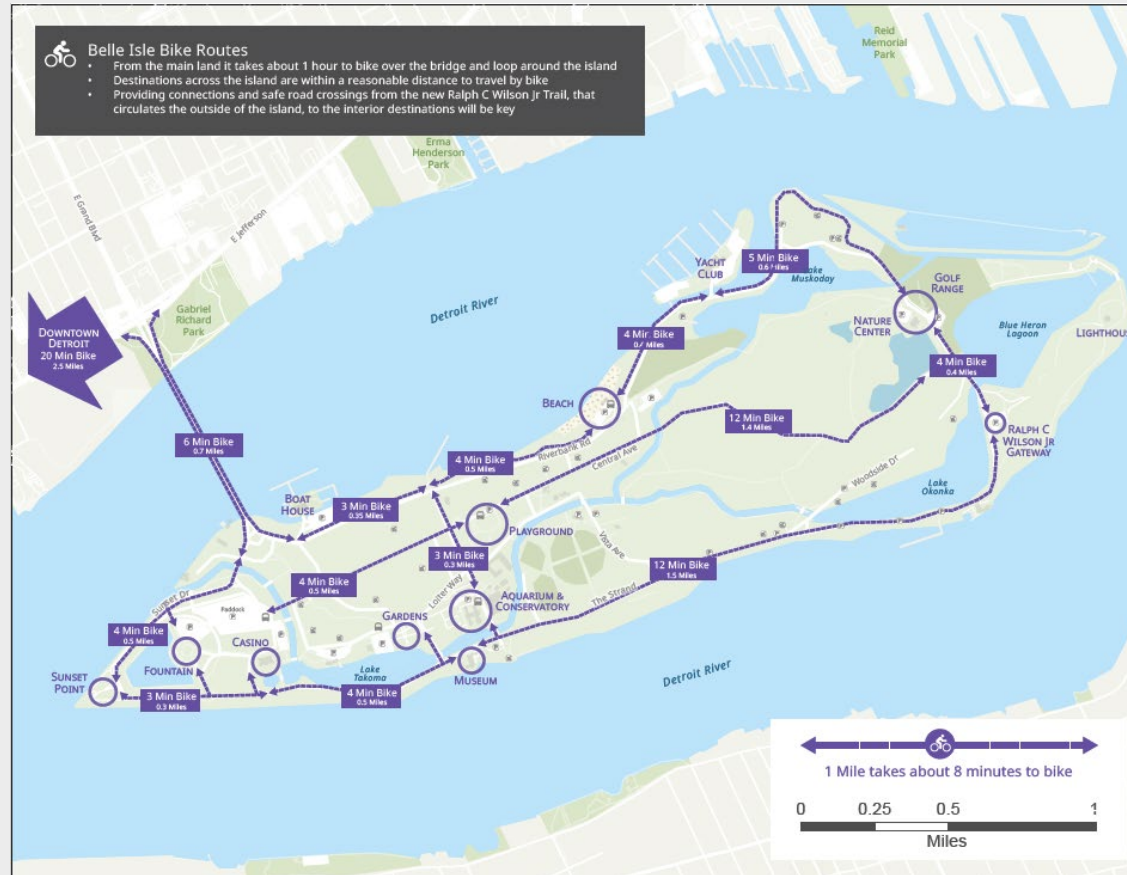 Belle Isle Bike Routes
• From the main land it takes about 1 hour to bike over the bridge and loop around the island
• Destinations across the island are within a reasonable distance to travel by bike
• Providing connections and safe road crossings from the new Ralph C Wilson Jr Trail, that
circulates the outside of the island, to the interior destinations will be key
Reid
Memorial
Park
Erma
Henderson
Park
E Grand Blvd
E Jefferson
Gabriel
Richard
Park
Detroit River
DOWNTOWN
DETROIT
20 Min Bike
2.5 Miles
YACHT
CLUB
5 Min Bike
0.6 Miles
Lake
Muskoday
GOLF
RANGE
NATURE
CENTER
Blue Heron
Lagoon
LIGHTHOUS
4 Min Bike
Miles
4 Min Bike
0.4 Miles
BEACH
12 Min Bike
1.4 Miles
RALPH C
WILSON JR
GATEWAY
6 Min Bike
0.7 Miles
Riverbank Rd
Central Ave
4 Min Bike
0.5 Miles
Woodside Dr
Lake
Okonka
BOAT
HOUSE
3 Min Bike
0.35 Miles
PLAYGROUND
Vista Ave
3 Min Bike
0.3 Miles
12 Min Bike
1.5 Miles
4 Min Bike
0.5 Miles
Loiter Way
AQUARIUM &
CONSERVATORY
The Strand
Sunset Dr
Paddock
GARDENS
4 Min Bike
0.5 Miles
CASINO
FOUNTAIN
Lake
Takoma
MUSEUM
SUNSET
POINT
3 Min Bike
0.3 Miles
4 Min Bike
0.5 Miles
Detroit River
1 Mile takes about 8 minutes to bike
0 0.25 0.5 1
Miles